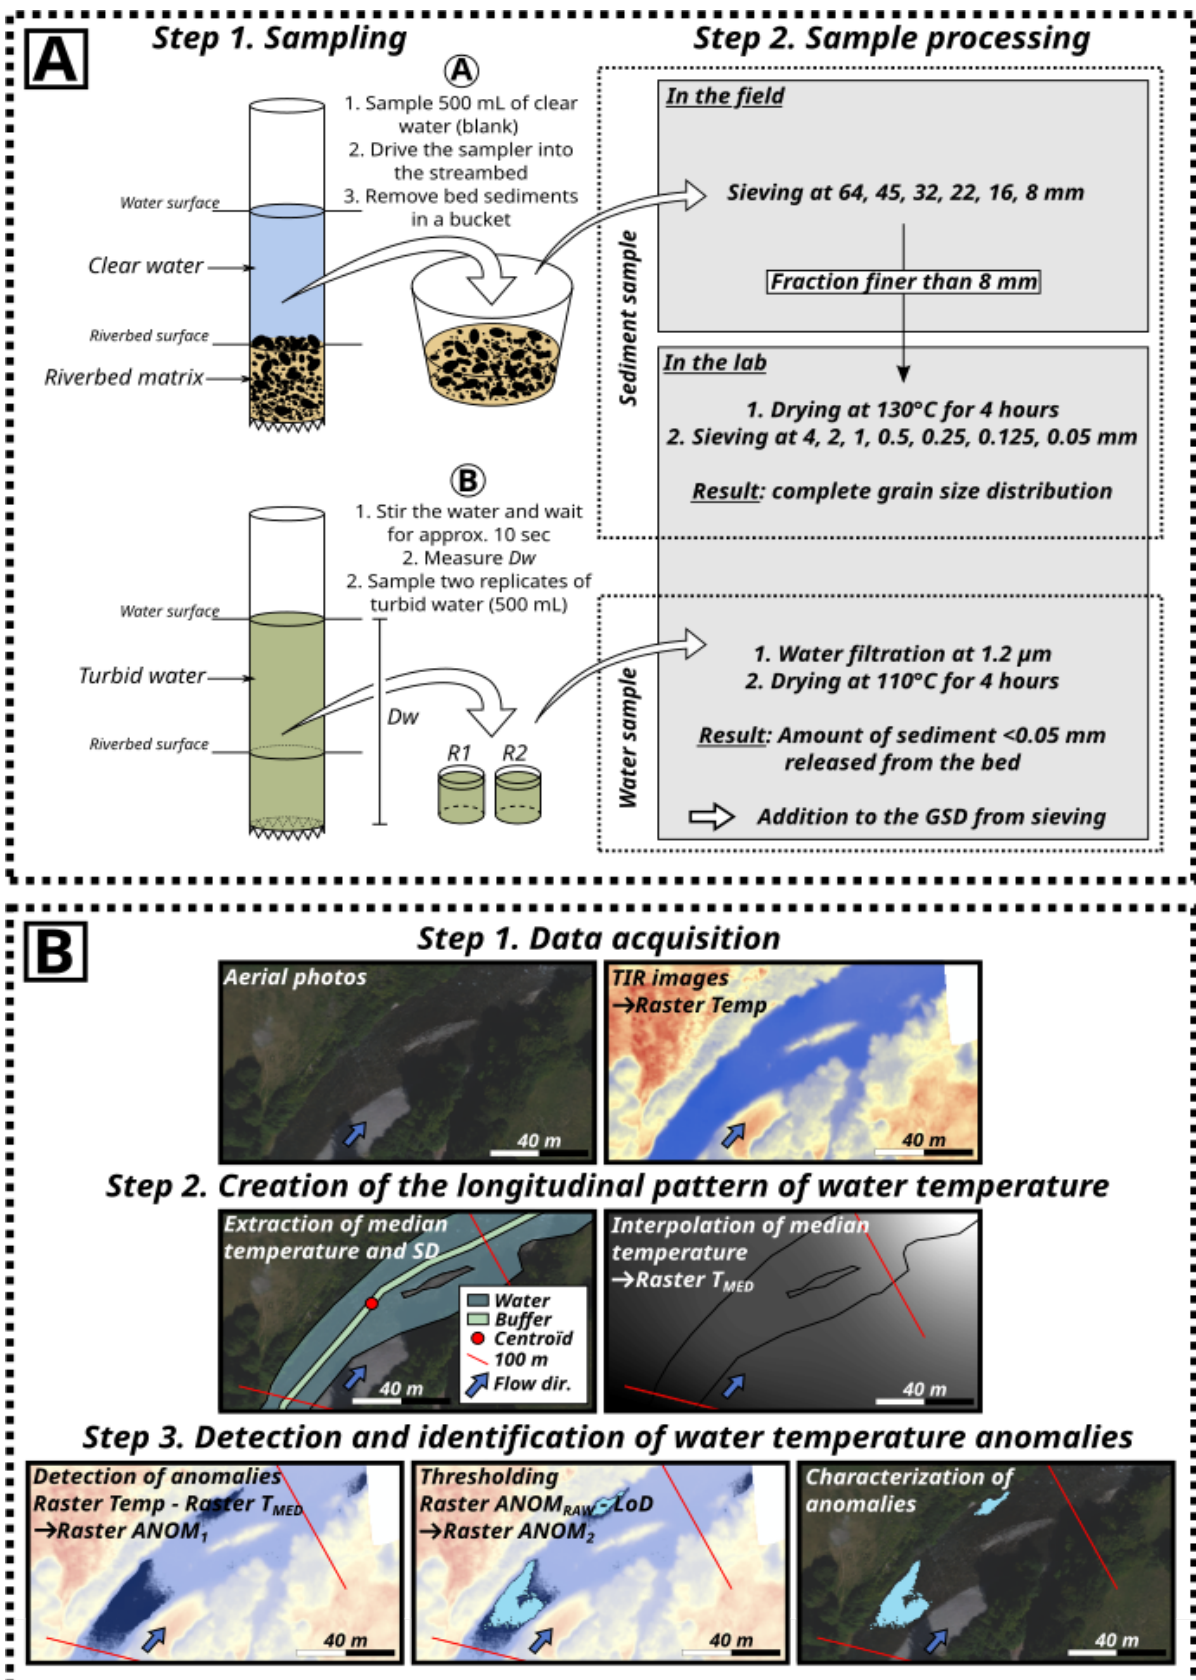 A
Step 1. Sampling
A
1. Sample 500 mL of clear
water (blank)
2. Drive the sampler into
the streambed
3. Remove bed sediments
in a bucket
Water surface
Clear water
Riverbed surface
Riverbed matrix
B
1. Stir the water and wait
for approx. 10 sec
2. Measure Dw
2. Sample two replicates of
turbid water (500 mL)
Water surface
Turbid water
Riverbed surface
Dw
R1
R2
Step 2. Sample processing
Sediment sample
In the field
Sieving at 64, 45, 32, 22, 16, 8 mm
Fraction finer than 8 mm
In the lab
1. Drying at 130°C for 4 hours
2. Sieving at 4, 2, 1, 0.5, 0.25, 0.125, 0.05 mm
Result: complete grain size distribution
Water sample
1. Water filtration at 1.2 µm
2. Drying at 110°C for 4 hours
Result: Amount of sediment <0.05 mm
released from the bed
Addition to the GSD from sieving
B
Step 1. Data acquisition
Aerial photos
40 m
TIR images
→Raster Temp
40 m
Step 2. Creation of the longitudinal pattern of water temperature
Extraction of median
temperature and SD
Water
Buffer
Centroïd
100 m
Flow dir.
40 m
Interpolation of median
temperature
→Raster TMED
40 m
Step 3. Detection and identification of water temperature anomalies
Detection of anomalies
Raster Temp - Raster TMED
→Raster ANOM1
40 m
Thresholding
Raster ANOMRAW - LoD
→Raster ANOM2
40 m
Characterization of
anomalies
40 m